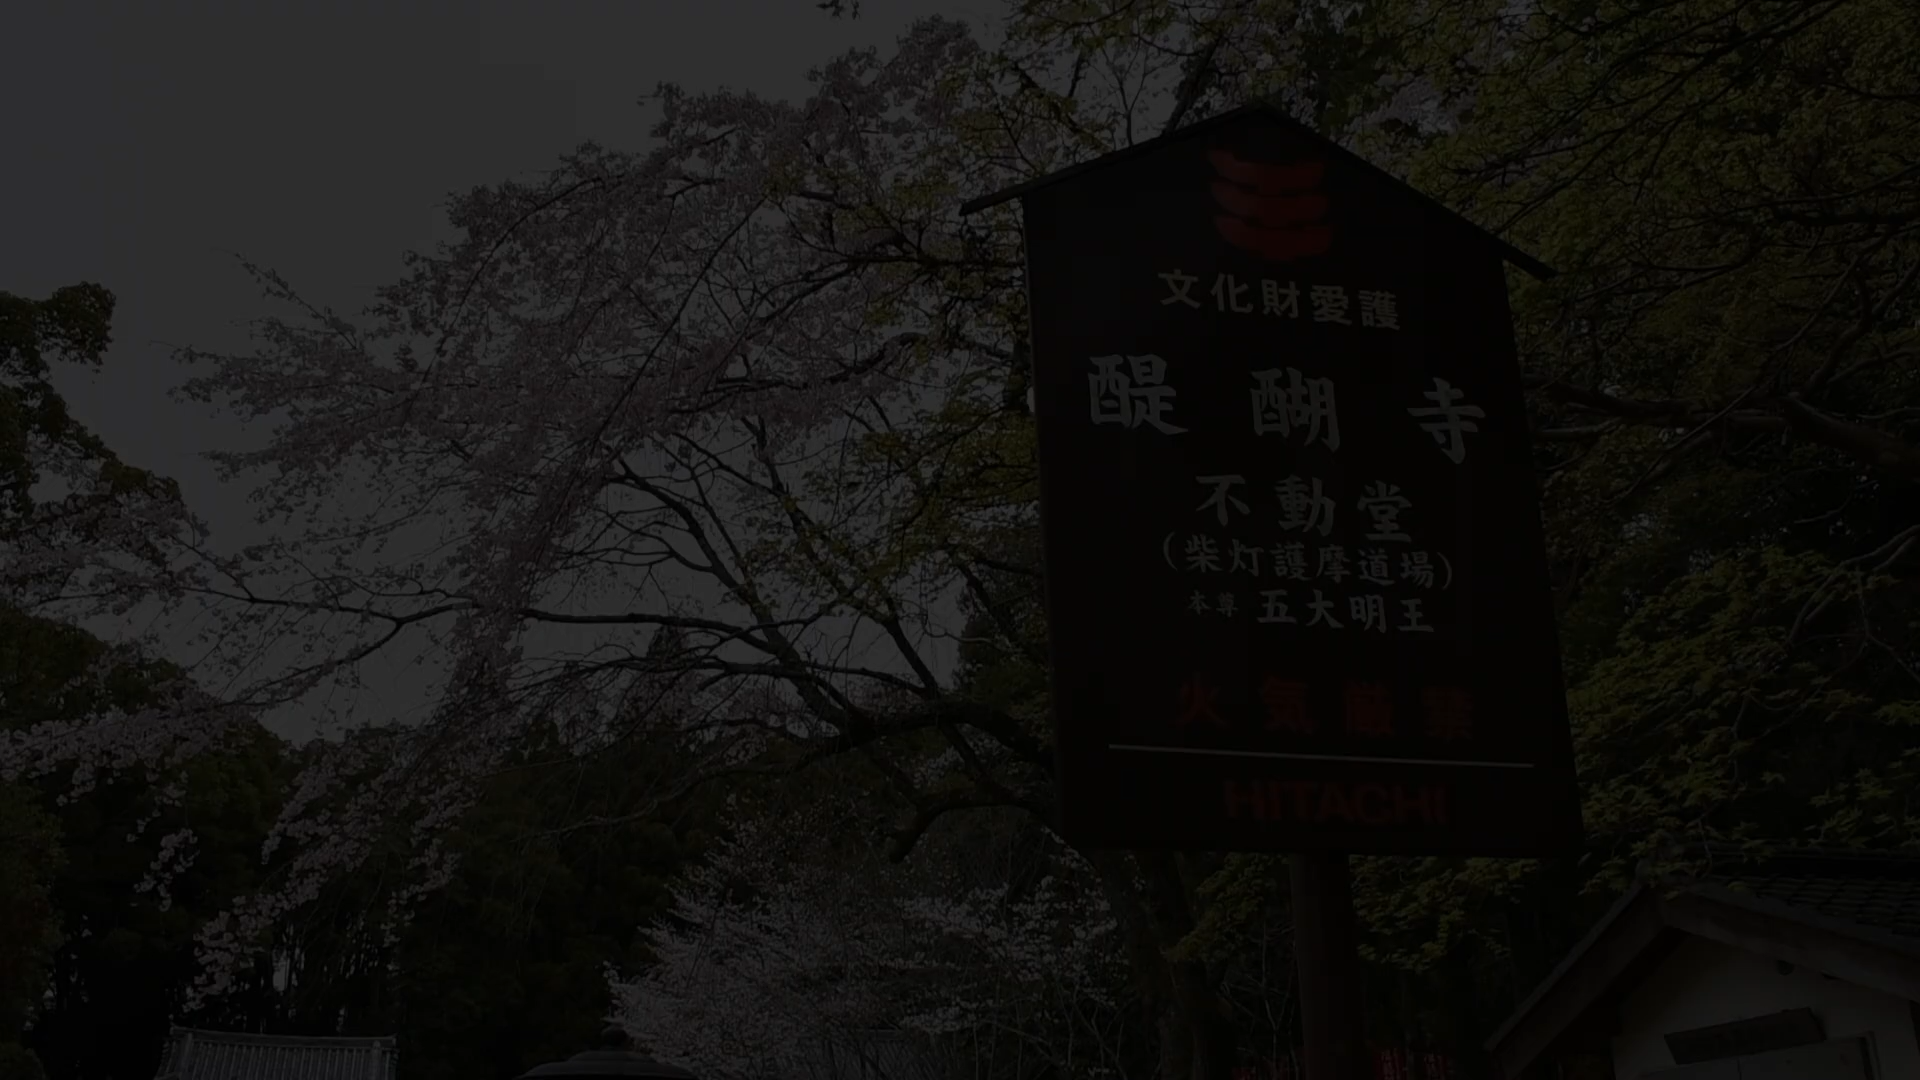 文化財愛護
醍醐寺
不動堂
(柴灯護摩道場)
本尊 五大明王
火気厳禁
HITACHI